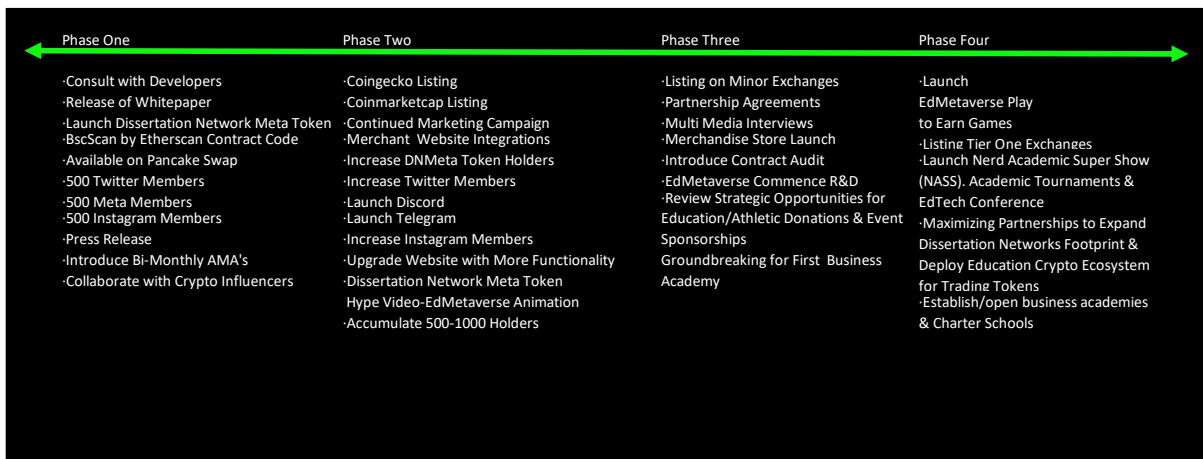 Phase One
·Consult with Developers
·Release of Whitepaper
·Launch Dissertation Network Meta Token
·BscScan by Etherscan Contract Code
·Available on Pancake Swap
·500 Twitter Members
·500 Meta Members
·500 Instagram Members
·Press Release
·Introduce Bi-Monthly AMA's
·Collaborate with Crypto Influencers
Phase Two
·Coingecko Listing
·Coinmarketcap Listing
·Continued Marketing Campaign
·Merchant Website Integrations
·Increase DNMeta Token Holders
·Increase Twitter Members
·Launch Discord
·Launch Telegram
·Increase Instagram Members
·Upgrade Website with More Functionality
·Dissertation Network Meta Token
Hype Video-EdMetaverse Animation
·Accumulate 500-1000 Holders
Phase Three
·Listing on Minor Exchanges
·Partnership Agreements
·Multi Media Interviews
·Merchandise Store Launch
·Introduce Contract Audit
·EdMetaverse Commence R&D
·Review Strategic Opportunities for
Education/Athletic Donations & Event
Sponsorships
Groundbreaking for First Business
Academy
Phase Four
·Launch
EdMetaverse Play
to Earn Games
·Listing Tier One Exchanges
·Launch Nerd Academic Super Show
(NASS). Academic Tournaments &
EdTech Conference
·Maximizing Partnerships to Expand
Dissertation Networks Footprint &
Deploy Education Crypto Ecosystem
for Trading Tokens
·Establish/open business academies
& Charter Schools